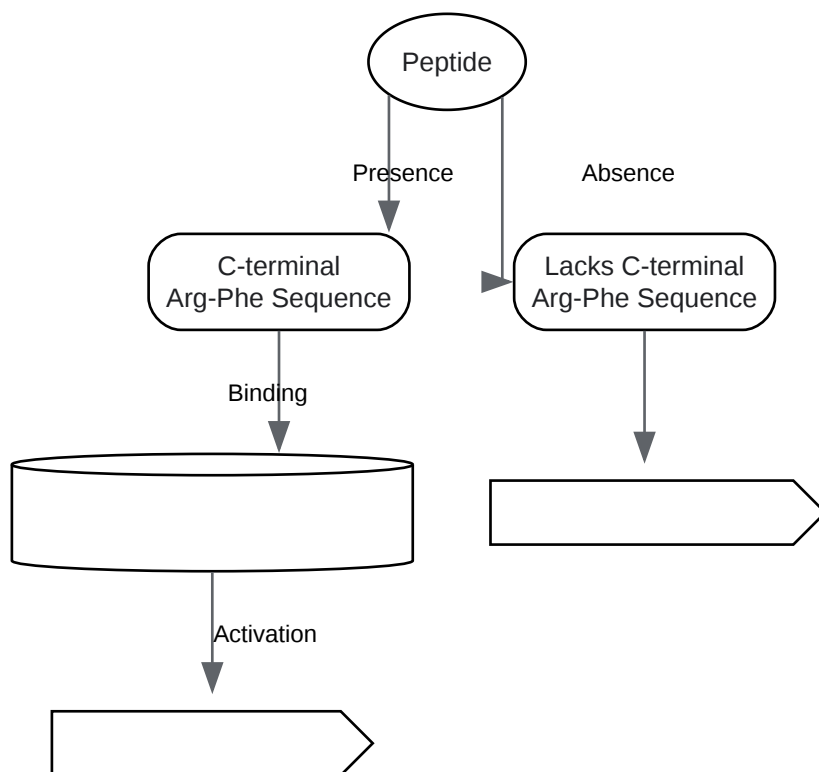 Peptide
Presence
Absence
C-terminal
Arg-Phe Sequence
Lacks C-terminal
Arg-Phe Sequence
Binding
Activation